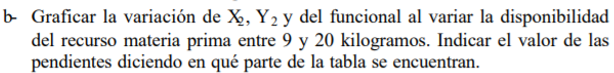 b- Graficar la variación de X₂, Y₂ y del funcional al variar la disponibilidad
del recurso materia prima entre 9 y 20 kilogramos. Indicar el valor de las
pendientes diciendo en qué parte de la tabla se encuentran.